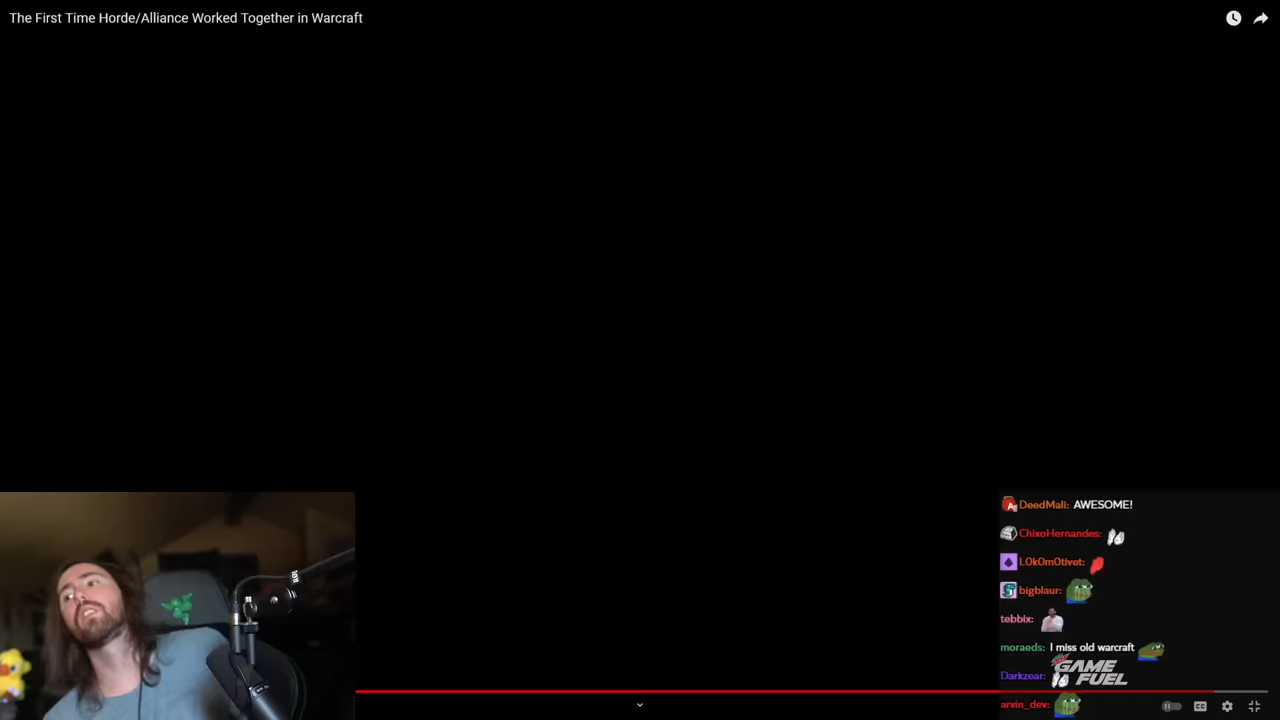 The First Time Horde/Alliance Worked Together in Warcraft
DeedMali: AWESOME!
ChixoHernandes:
L0kOmOtivet:
bigblaur:
tebbix:
moraeds: I miss old warcraft
Darkzear:
GAME
FUEL
arvin_dev: